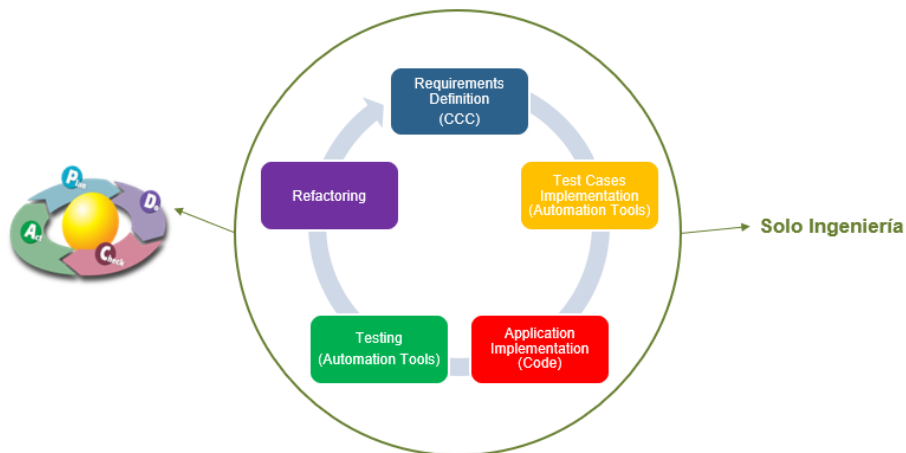 Requirements
Definition
(CCC)
Test Cases
Implementation
(Automation Tools)
Refactoring
Plan
Do
Act
Check
Solo Ingeniería
Testing
(Automation Tools)
Application
Implementation
(Code)